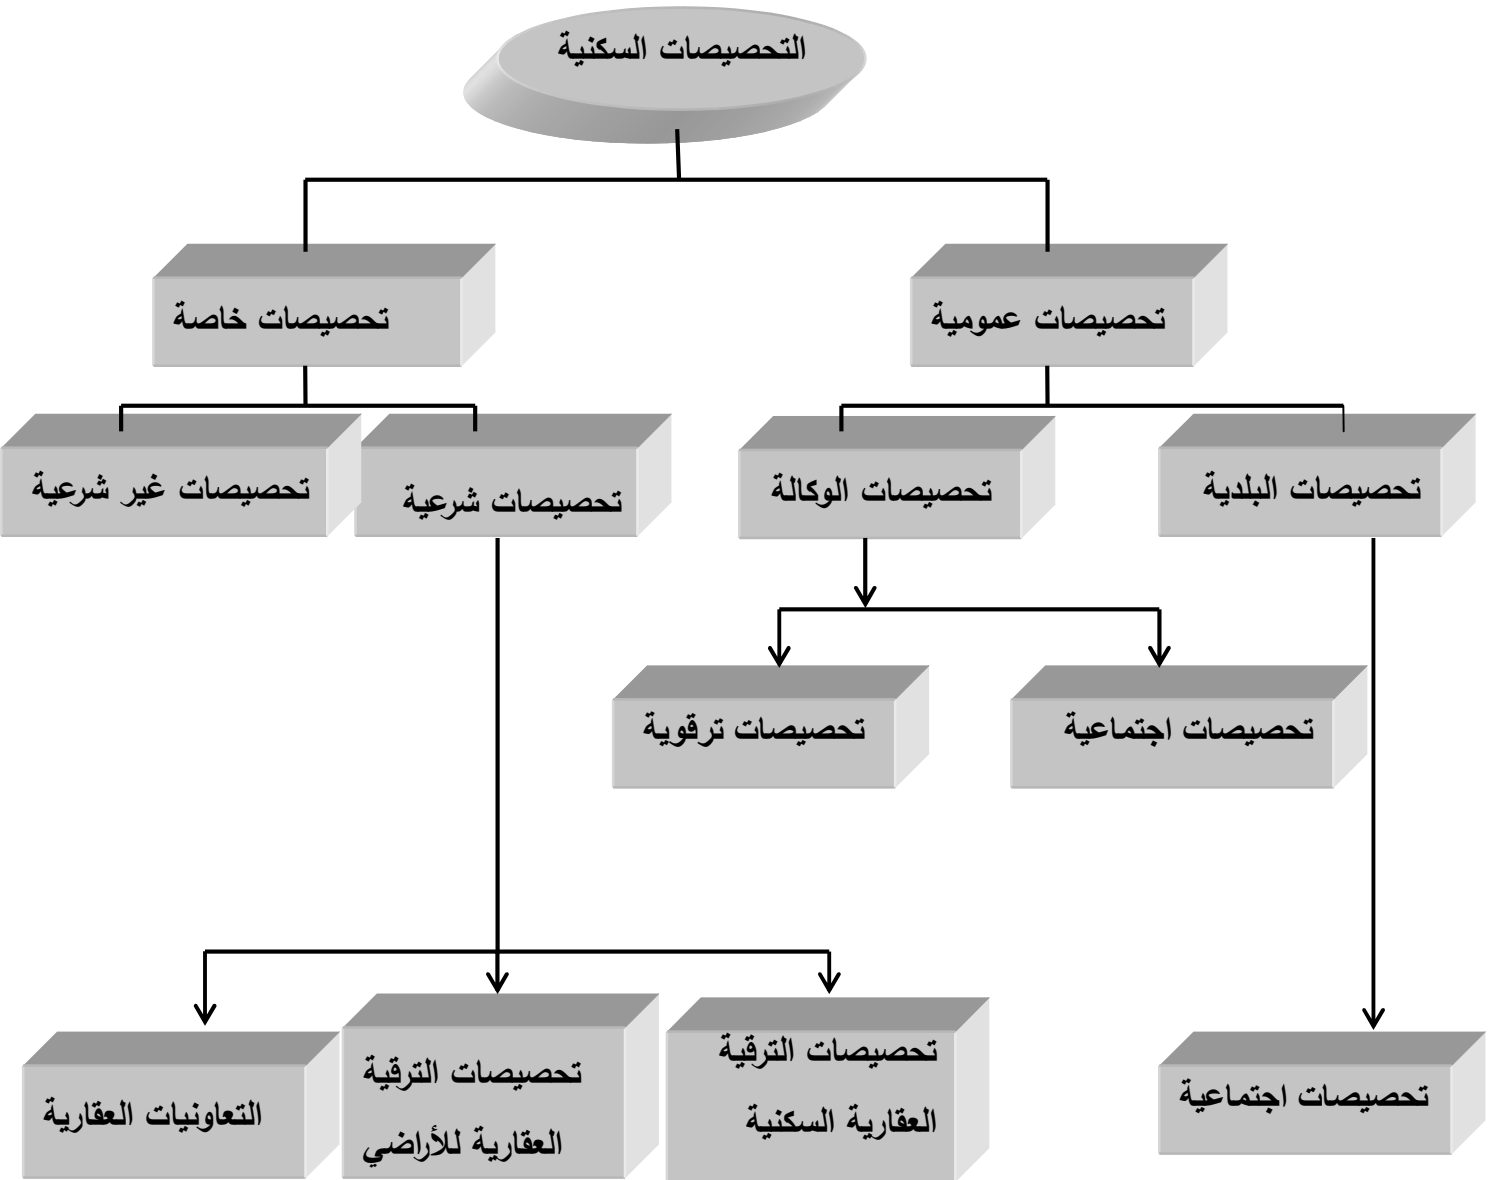 التحصيصات السكنية
تحصيصات عمومية
تحصيصات خاصة
تحصيصات البلدية
تحصيصات الوكالة
تحصيصات شرعية
تحصيصات غير شرعية
تحصيصات اجتماعية
تحصيصات ترقوية
تحصيصات اجتماعية
تحصيصات الترقية
العقارية السكنية
تحصيصات الترقية
العقارية للأراضي
التعاونيات العقارية